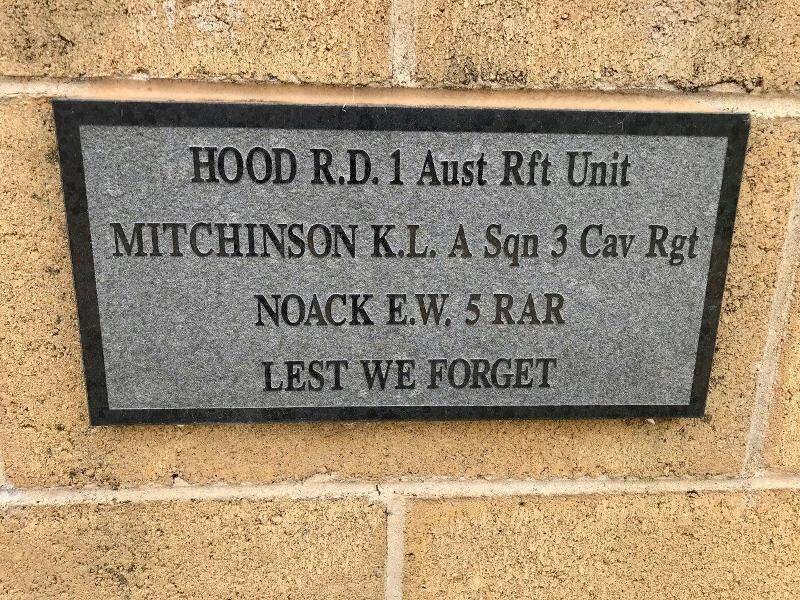 HOOD R.D. 1 Aust Rft Unit
MITCHINSON K.L. A Sqn 3 Cav Rgt
NOACK E.W. 5 RAR
LEST WE FORGET